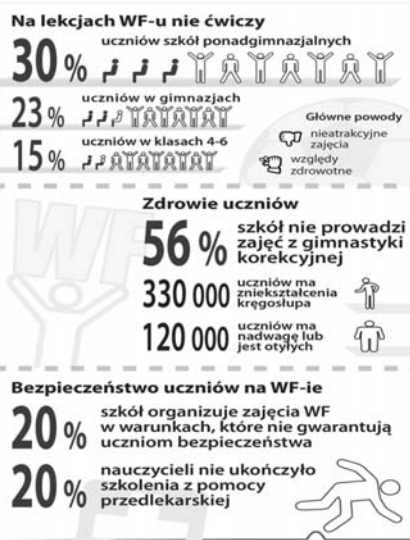 Na lekcjach WF-u nie ćwiczy
30% uczniów szkół ponadgimnazjalnych
23% uczniów w gimnazjach
15% uczniów w klasach 4-6
Główne powody
nieatrakcyjne
zajęcia
względy
zdrowotne
WF
Zdrowie uczniów
56% szkół nie prowadzi
zajęć z gimnastyki
korekcyjnej
330 000 uczniów ma
zniekształcenia
kręgosłupa
120 000 uczniów ma
nadwagę lub
jest otyłych
Bezpieczeństwo uczniów na WF-ie
20% szkół organizuje zajęcia WF
w warunkach, które nie gwarantują
uczniom bezpieczeństwa
20% nauczycieli nie ukończyło
szkolenia z pomocy
przedlekarskiej